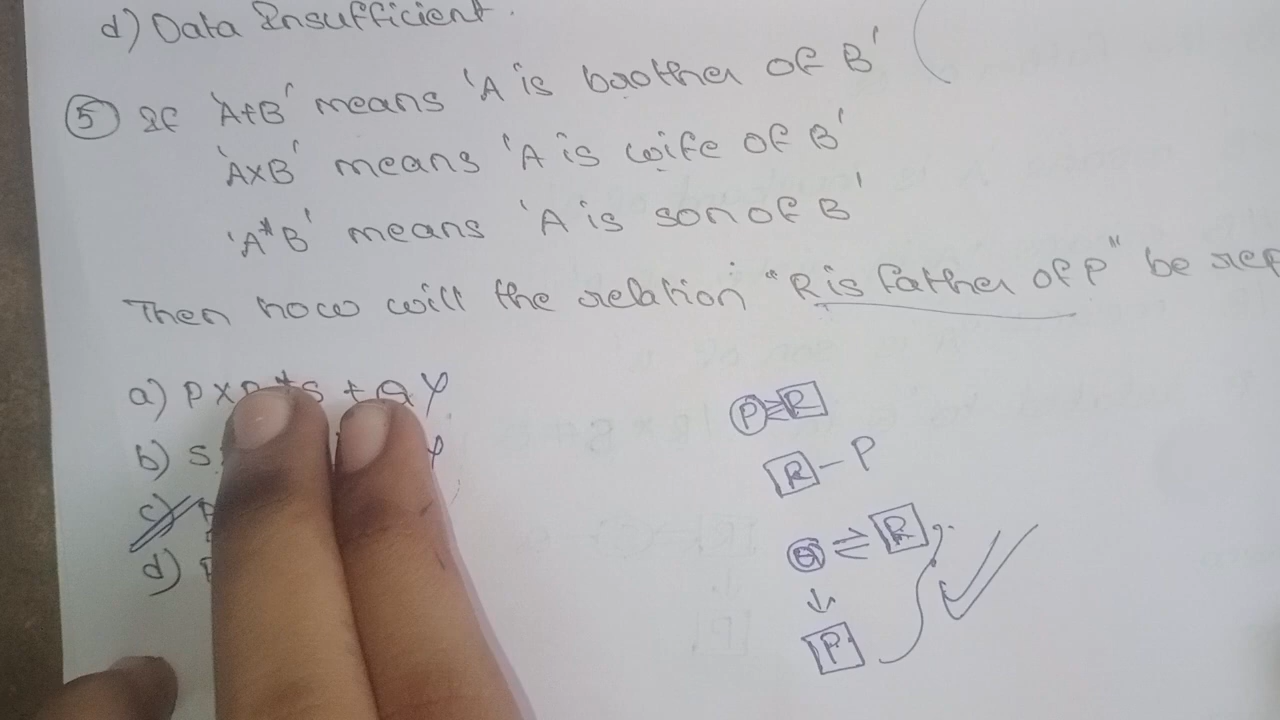 d) Data Insufficient.
⑤ If 'A+B' means 'A is brother of B'
'A×B' means 'A is wife of B'
'A*B' means 'A is son of B'
Then how will the relation "R is father of P" be
a) P ×
b) S
c)
d)
P R
R - P
Q ⇌ R
↓
P